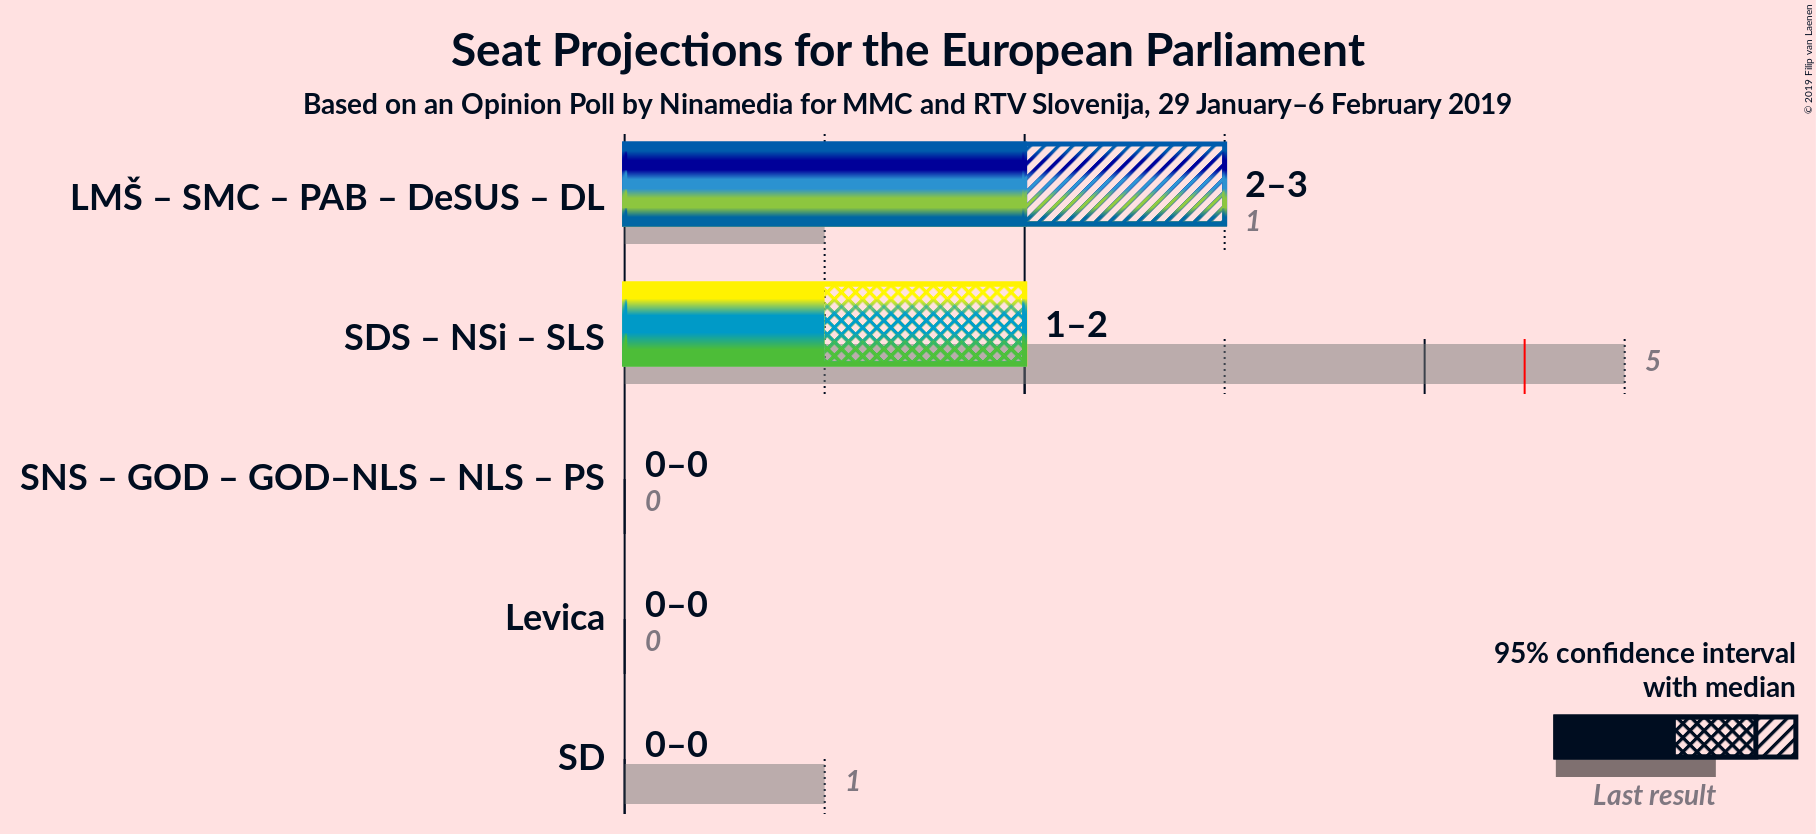 Seat Projections for the European Parliament
Based on an Opinion Poll by Ninamedia for MMC and RTV Slovenija, 29 January–6 February 2019
© 2019 Filip van Laenen
LMŠ – SMC – PAB – DeSUS – DL
2–3
1
SDS – NSi – SLS
1–2
5
SNS – GOD – GOD–NLS – NLS – PS
0–0
0
Levica
0–0
0
SD
0–0
1
95% confidence interval
with median
Last result